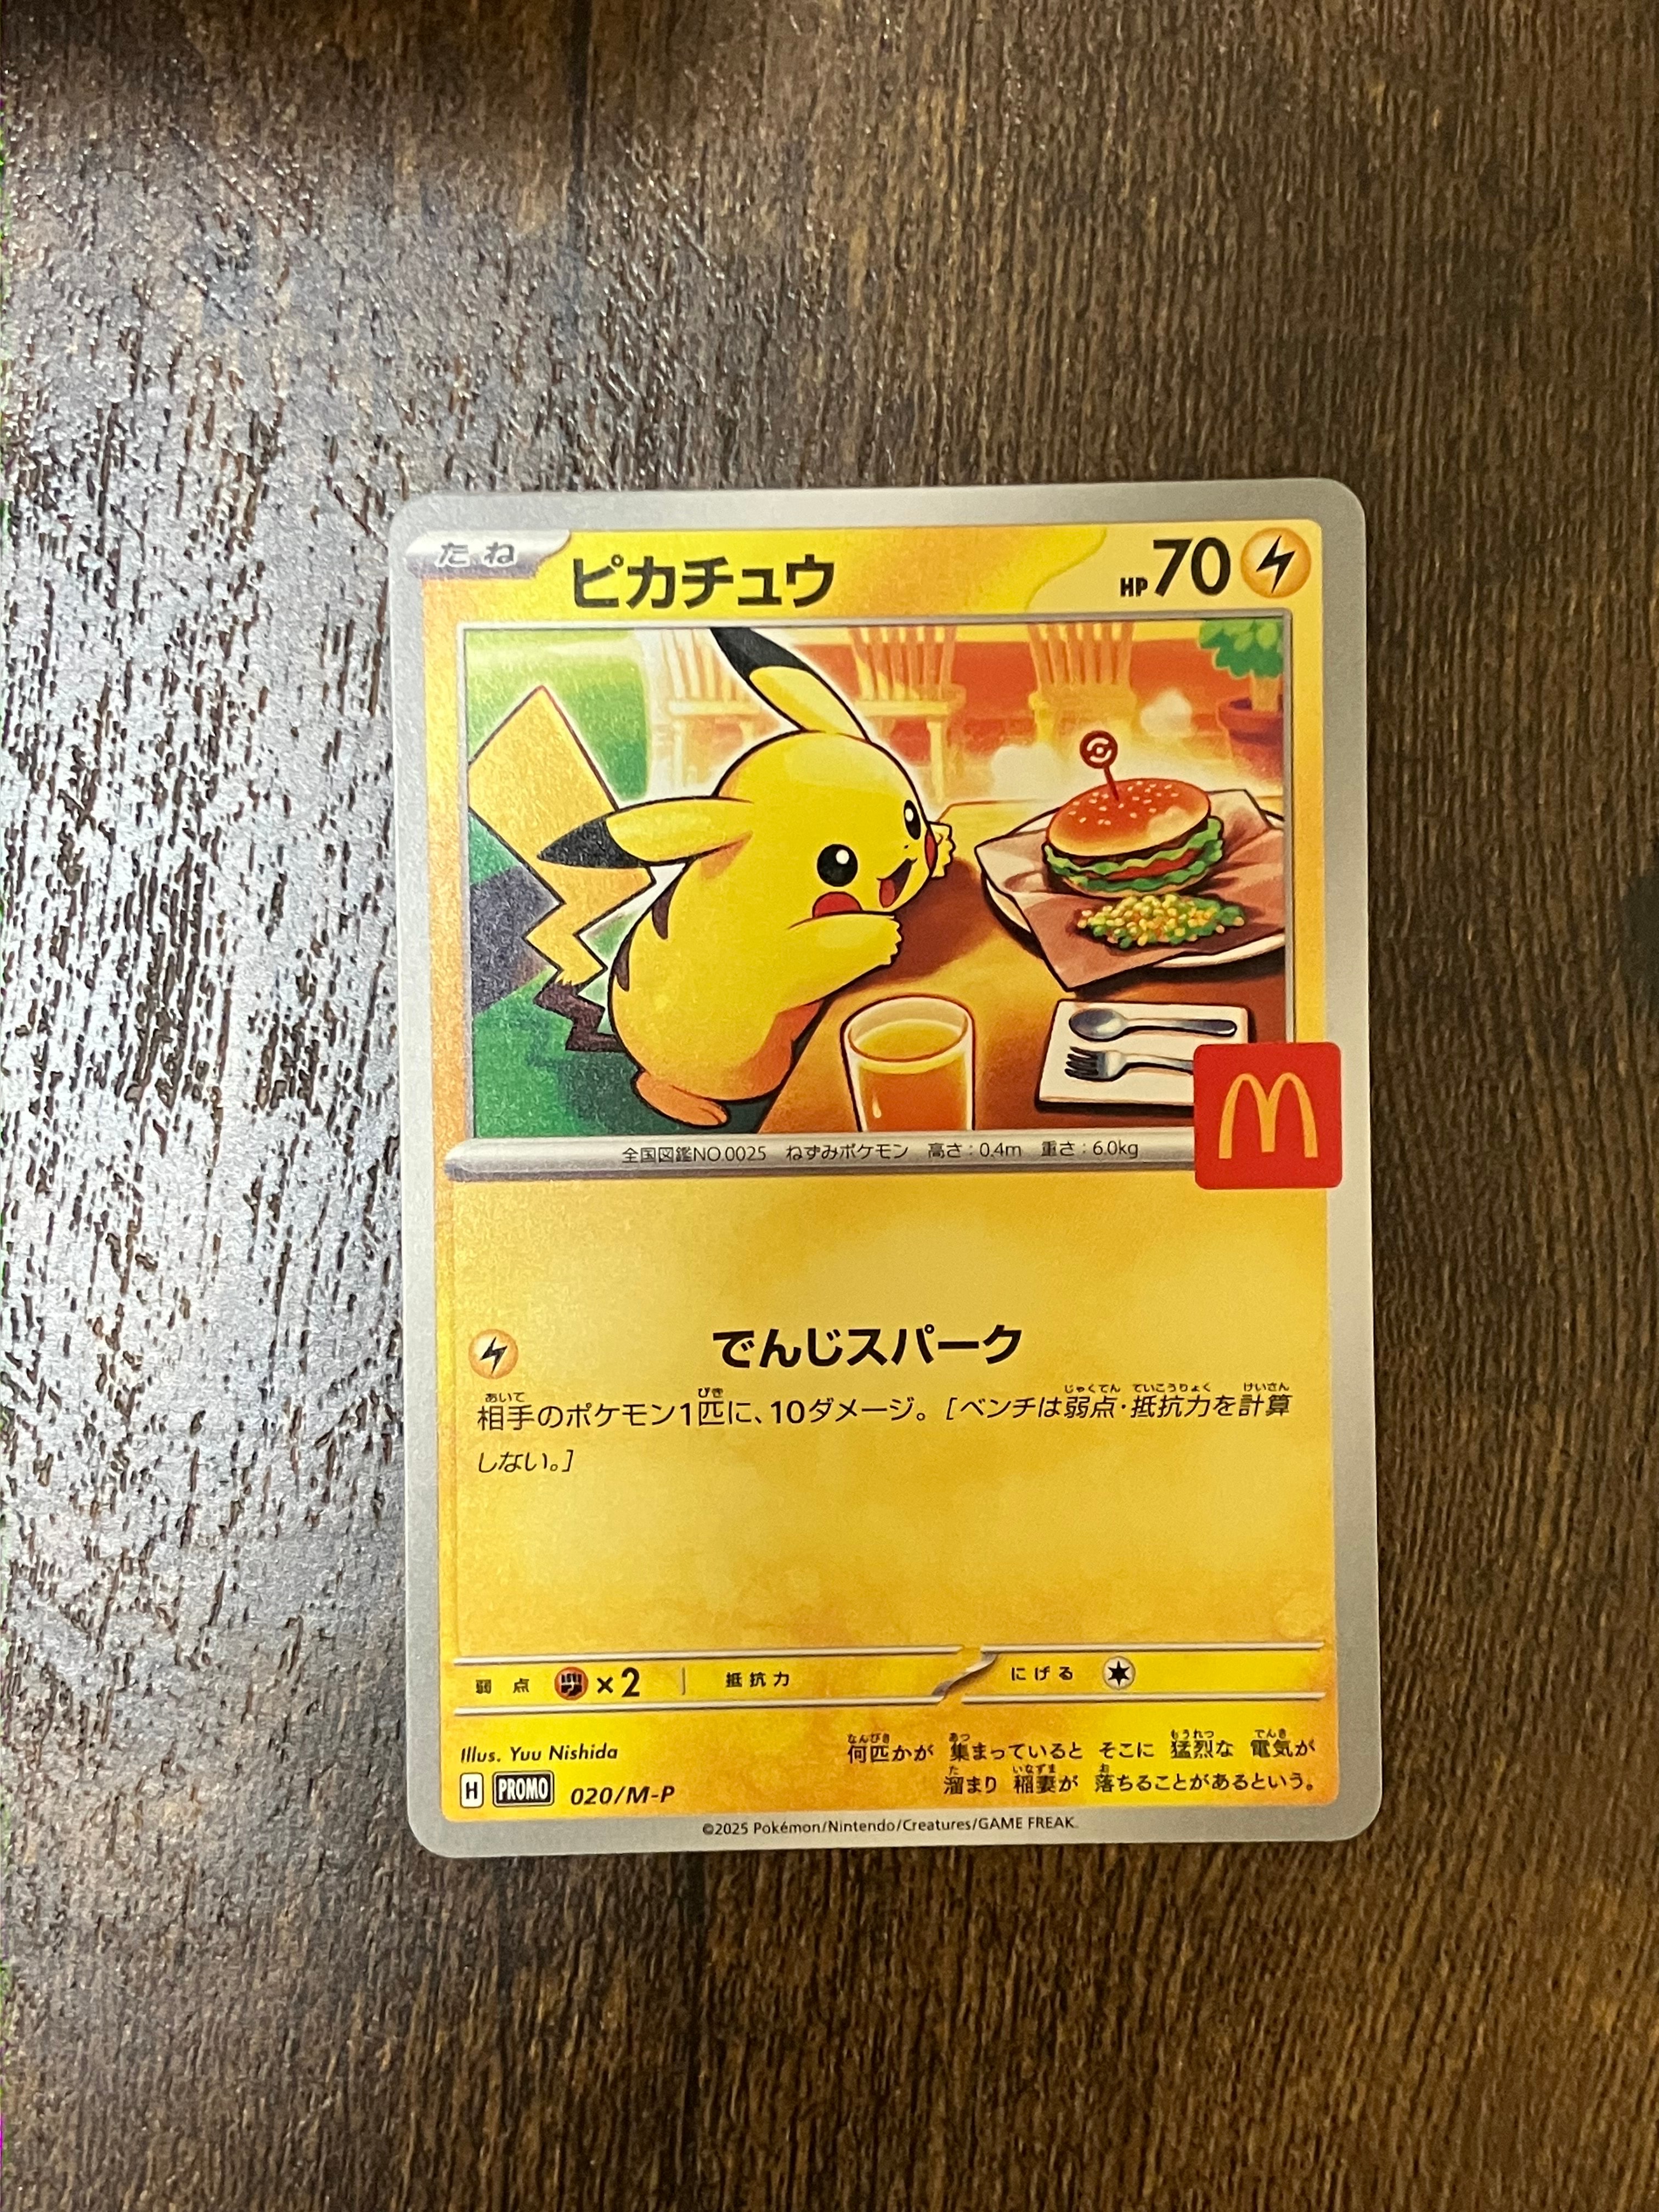 たね
ピカチュウ
HP70
全国図鑑NO.0025 ねずみポケモン 高さ:0.4m 重さ:6.0kg
M
でんじスパーク
相手のポケモン1匹に、10ダメージ。[ベンチは弱点・抵抗力を計算
しない。]
弱点 ×2 抵抗力 にげる
Illus. Yuu Nishida
何匹かが 集まっていると そこに 猛烈な 電気が
溜まり 稲妻が 落ちることがあるという。
H PROMO 020/M-P
©2025 Pokémon/Nintendo/Creatures/GAME FREAK.